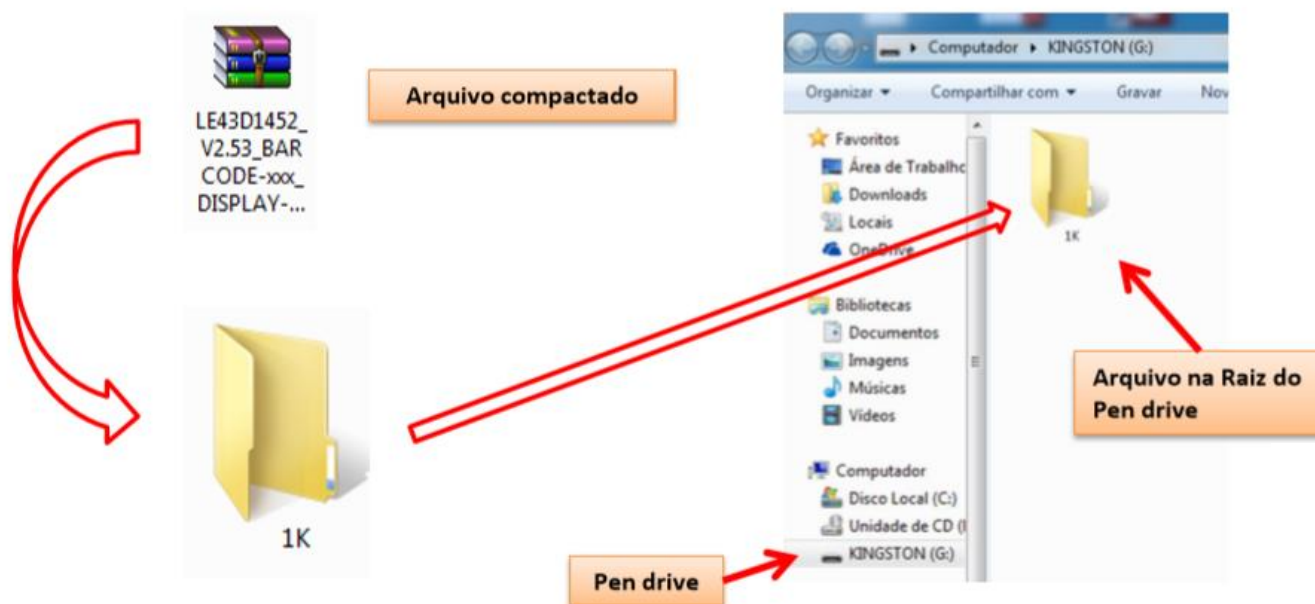 LE43D1452_
V2.53_BAR
CODE-xxx_
DISPLAY-...
Arquivo compactado
1K
Computador
KINGSTON (G:)
Organizar
Compartilhar com
Gravar
Nov
Favoritos
Área de Trabalhc
Downloads
Locais
OneDrive
Bibliotecas
Documentos
Imagens
Músicas
Vídeos
Computador
Disco Local (C:)
Unidade de CD (I
KINGSTON (G:)
1K
Arquivo na Raiz do
Pen drive
Pen drive